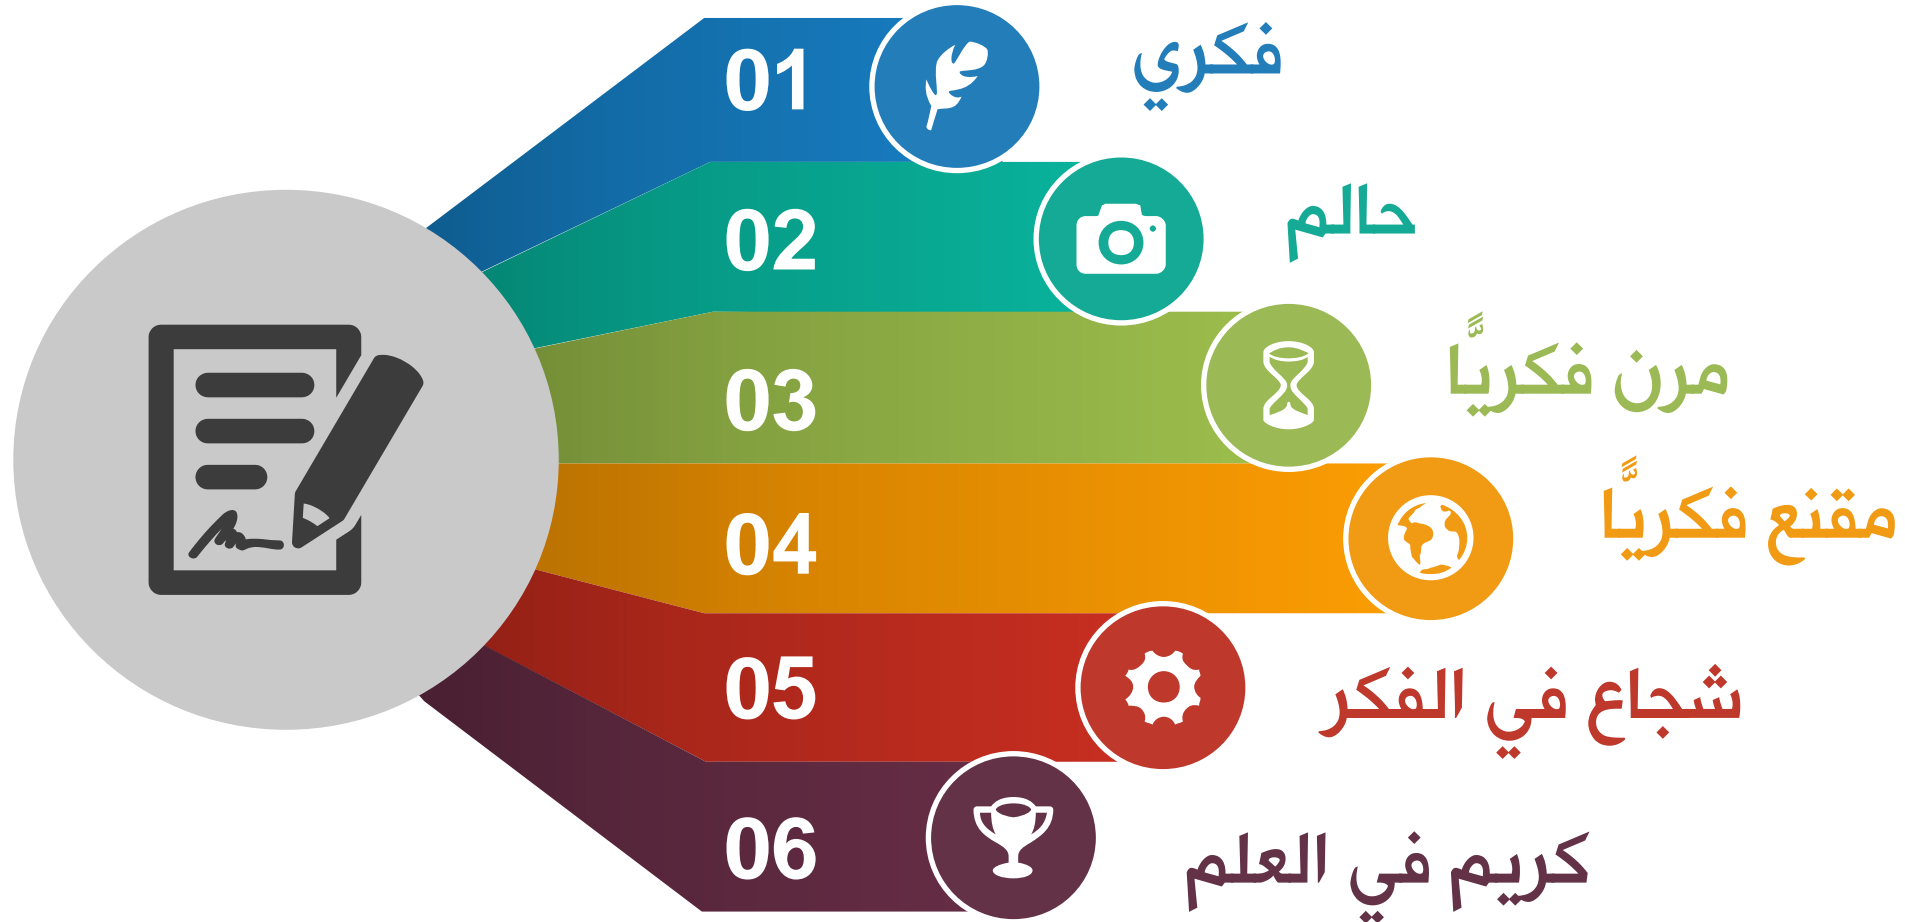 01
فكري
02
حالم
03
مرن فكريًّا
04
مقنع فكريًّا
05
شجاع في الفكر
06
كريم في العلم